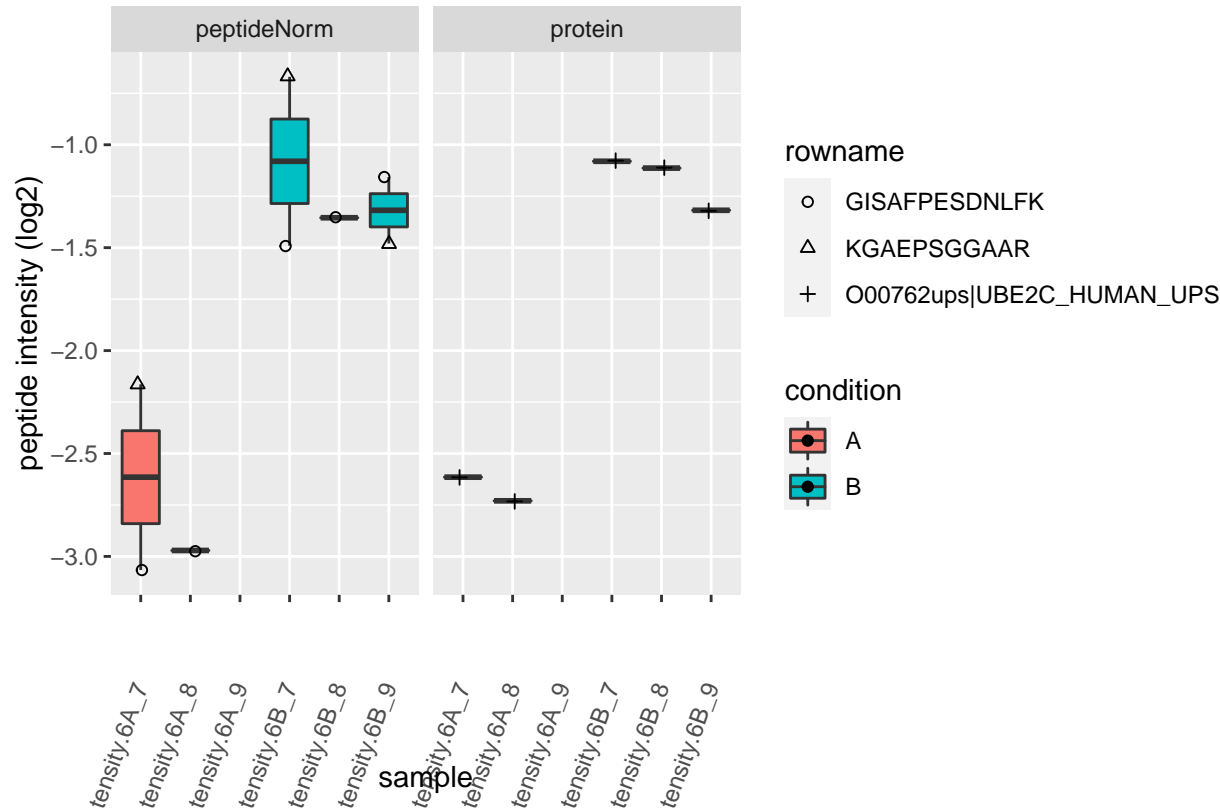 peptideNorm
protein
peptide intensity (log2)
−1.0
−1.5
−2.0
−2.5
−3.0
tensity.6A_7
tensity.6A_8
tensity.6A_9
tensity.6B_7
tensity.6B_8
tensity.6B_9
tensity.6A_7
tensity.6A_8
tensity.6A_9
tensity.6B_7
tensity.6B_8
tensity.6B_9
sample
rowname
GISAFPESDNLFK
KGAEPSGGAAR
O00762ups|UBE2C_HUMAN_UPS
condition
A
B